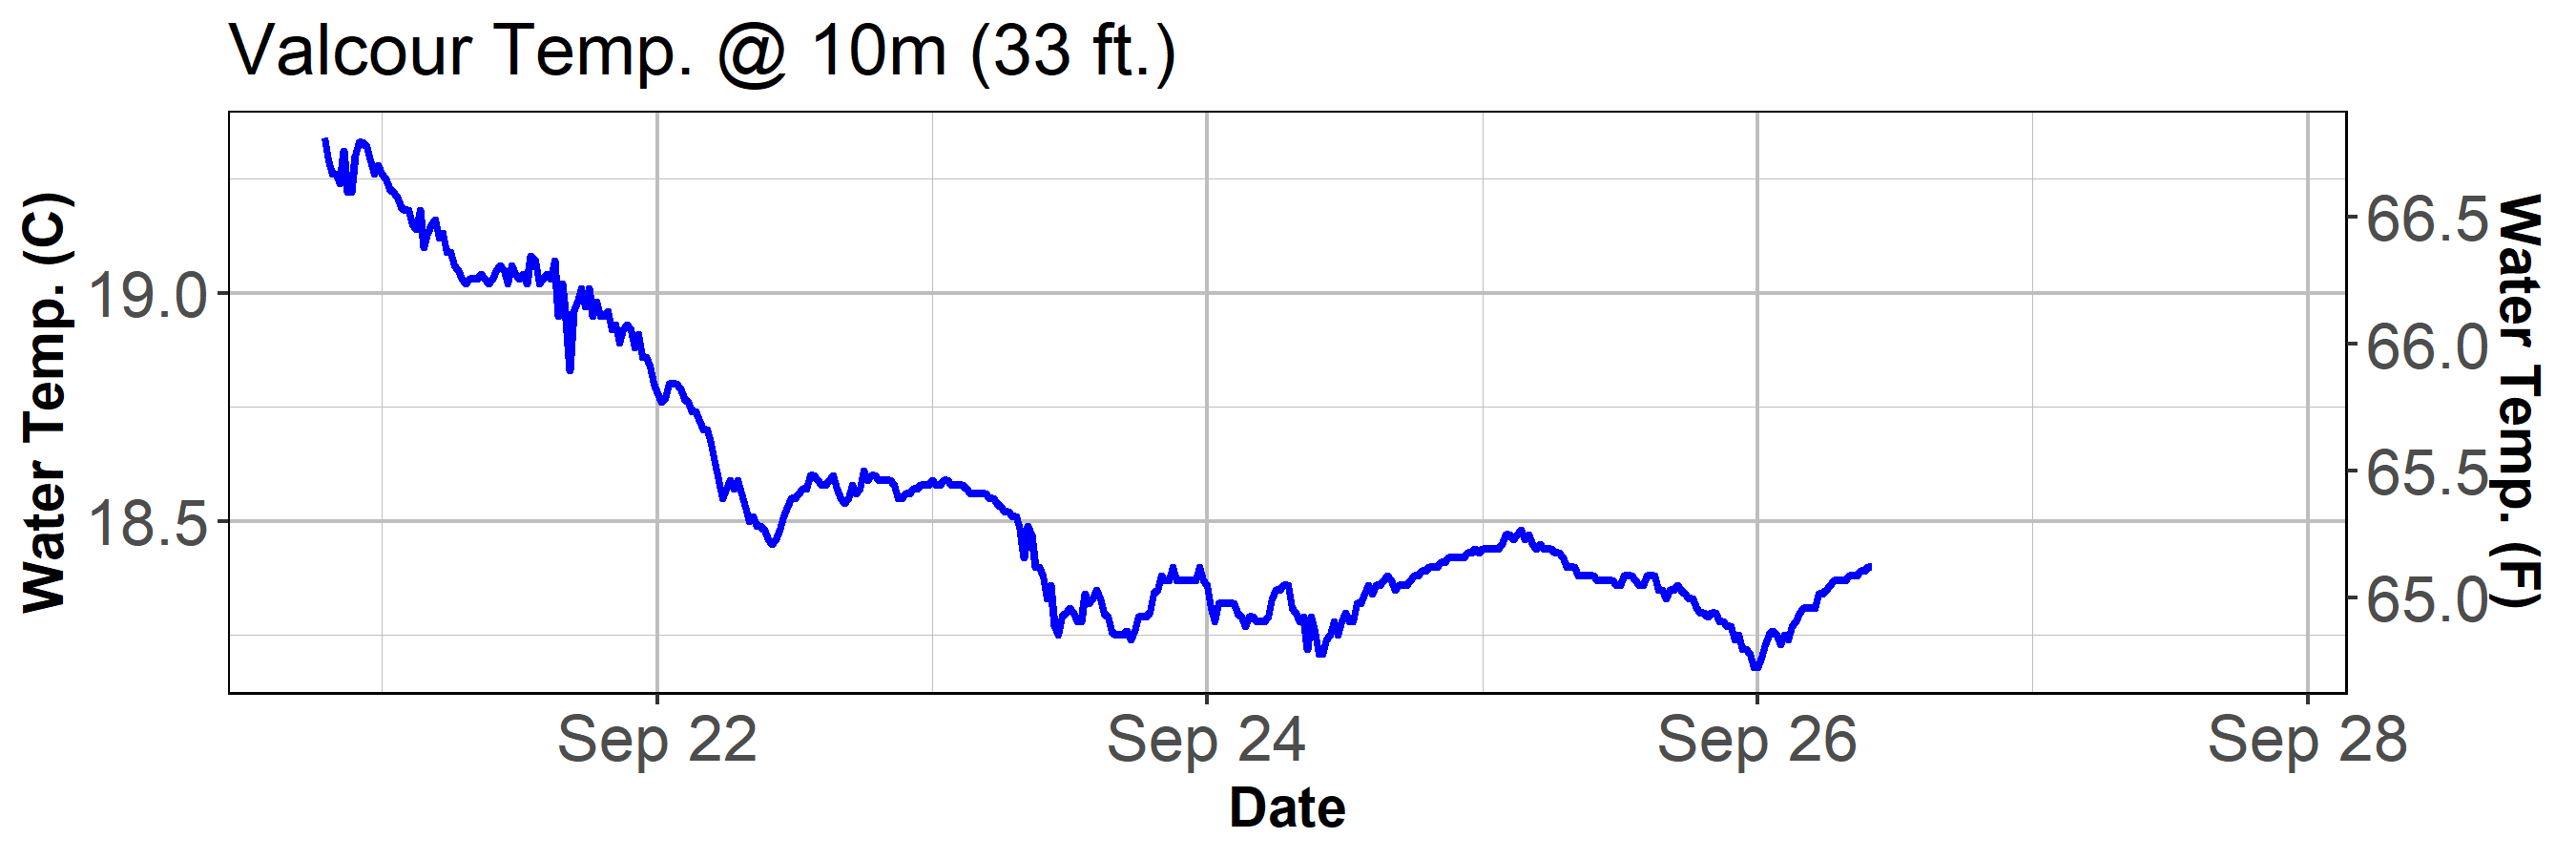 Valcour Temp. @ 10m (33 ft.)
Water Temp. (C)
19.0
18.5
66.5
66.0
65.5
65.0
Water Temp. (F)
Sep 22 Sep 24 Sep 26 Sep 28
Date